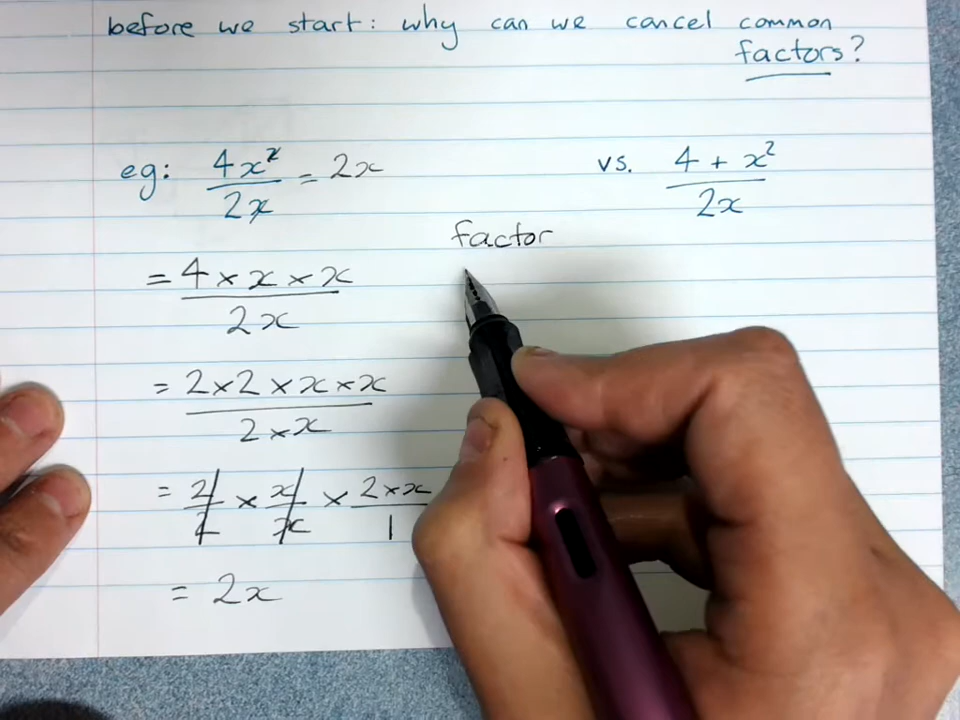 before we start: why can we cancel common
factors?
eg: 4x²/2x = 2x
vs. 4 + x²/2x
factor
= 4 × x × x/2x
= 2 × 2 × x × x/2 × x
= 2/2 × x/x × 2 × x/1
= 2x